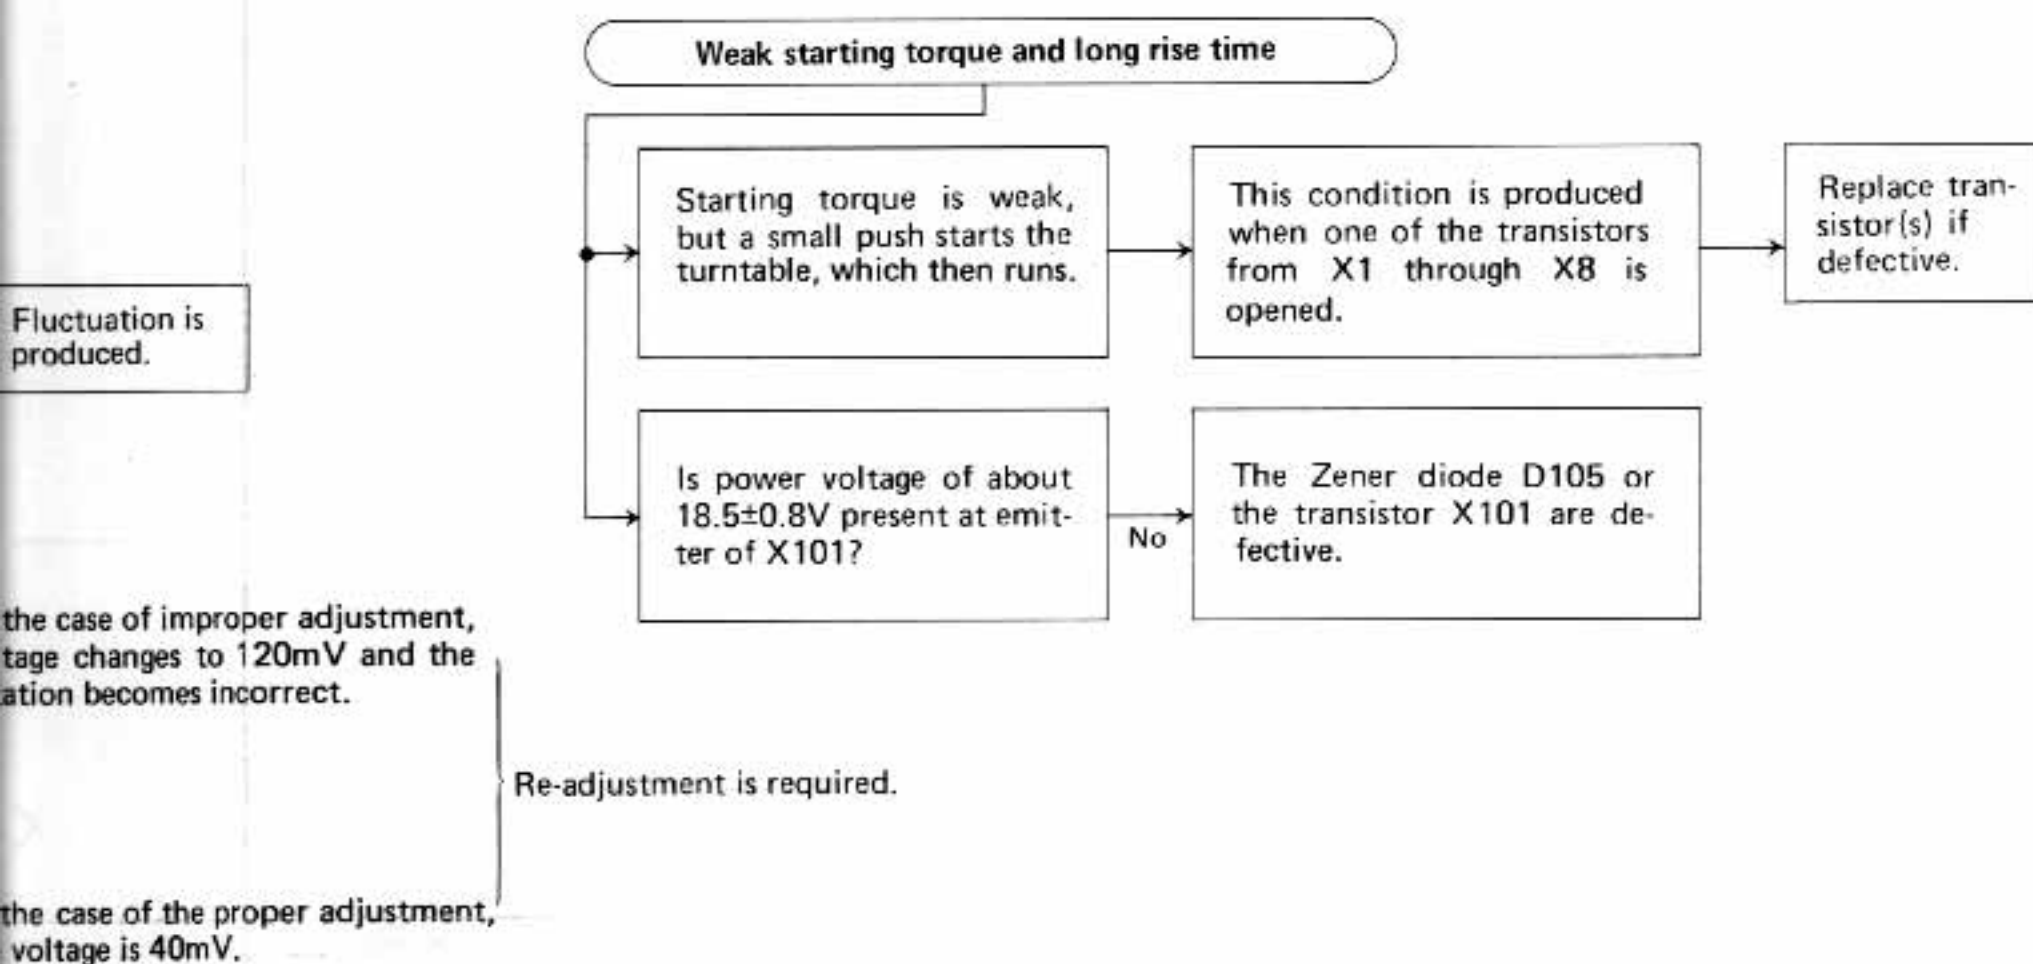 Weak starting torque and long rise time
Starting torque is weak,
but a small push starts the
turntable, which then runs.
This condition is produced
when one of the transistors
from X1 through X8 is
opened.
Replace tran-
sistor(s) if
defective.
Fluctuation is
produced.
Is power voltage of about
18.5±0.8V present at emit-
ter of X101?
No
The Zener diode D105 or
the transistor X101 are de-
fective.
the case of improper adjustment,
tage changes to 120mV and the
ation becomes incorrect.
Re-adjustment is required.
the case of the proper adjustment,
voltage is 40mV.